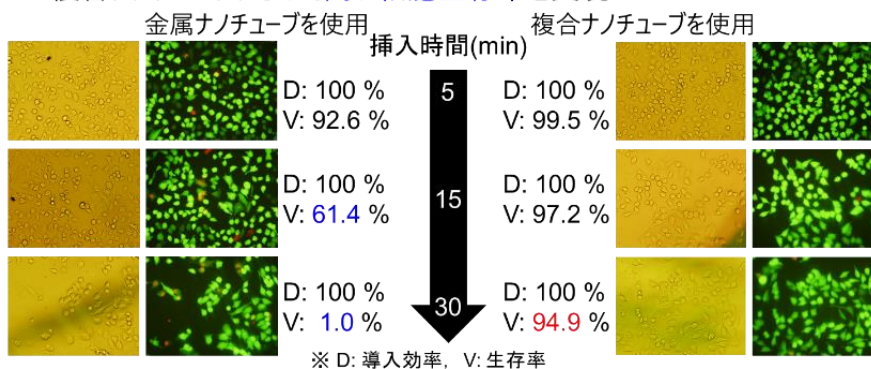 金属ナノチューブを使用
挿入時間(min)
複合ナノチューブを使用
D: 100 %
V: 92.6 %
5
D: 100 %
V: 99.5 %
D: 100 %
V: 61.4 %
15
D: 100 %
V: 97.2 %
D: 100 %
V: 1.0 %
30
D: 100 %
V: 94.9 %
※ D: 導入効率, V: 生存率